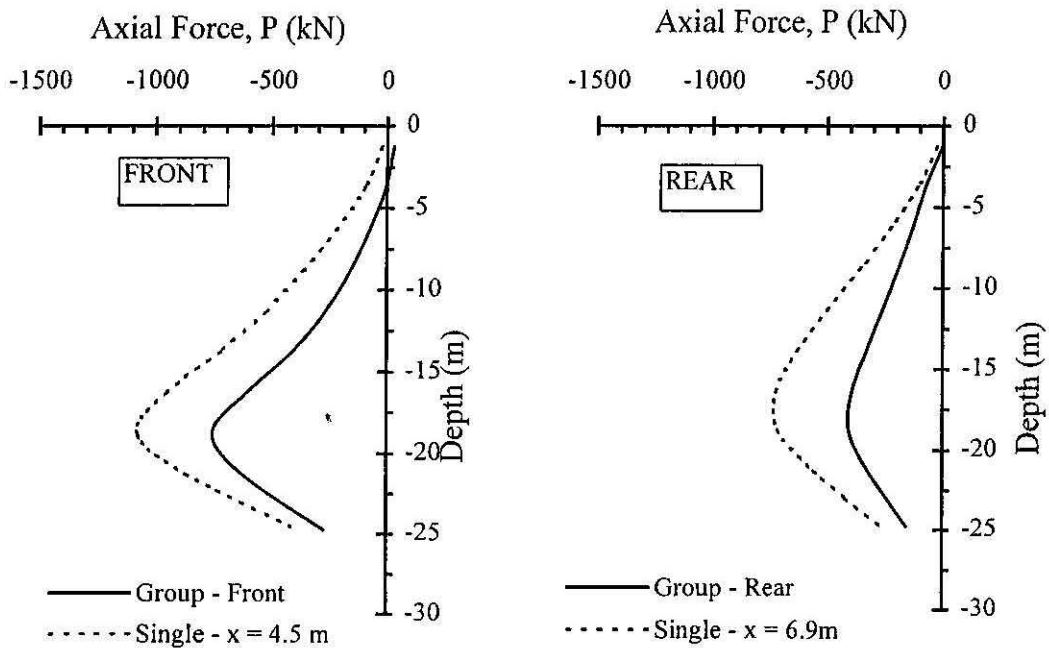 Axial Force, P (kN)
-1500 -1000 -500 0
0
-5
-10
-15
-20
-25
-30
Depth (m)
FRONT
Group - Front
Single - x = 4.5 m
Axial Force, P (kN)
-1500 -1000 -500 0
0
-5
-10
-15
-20
-25
-30
Depth (m)
REAR
Group - Rear
Single - x = 6.9m